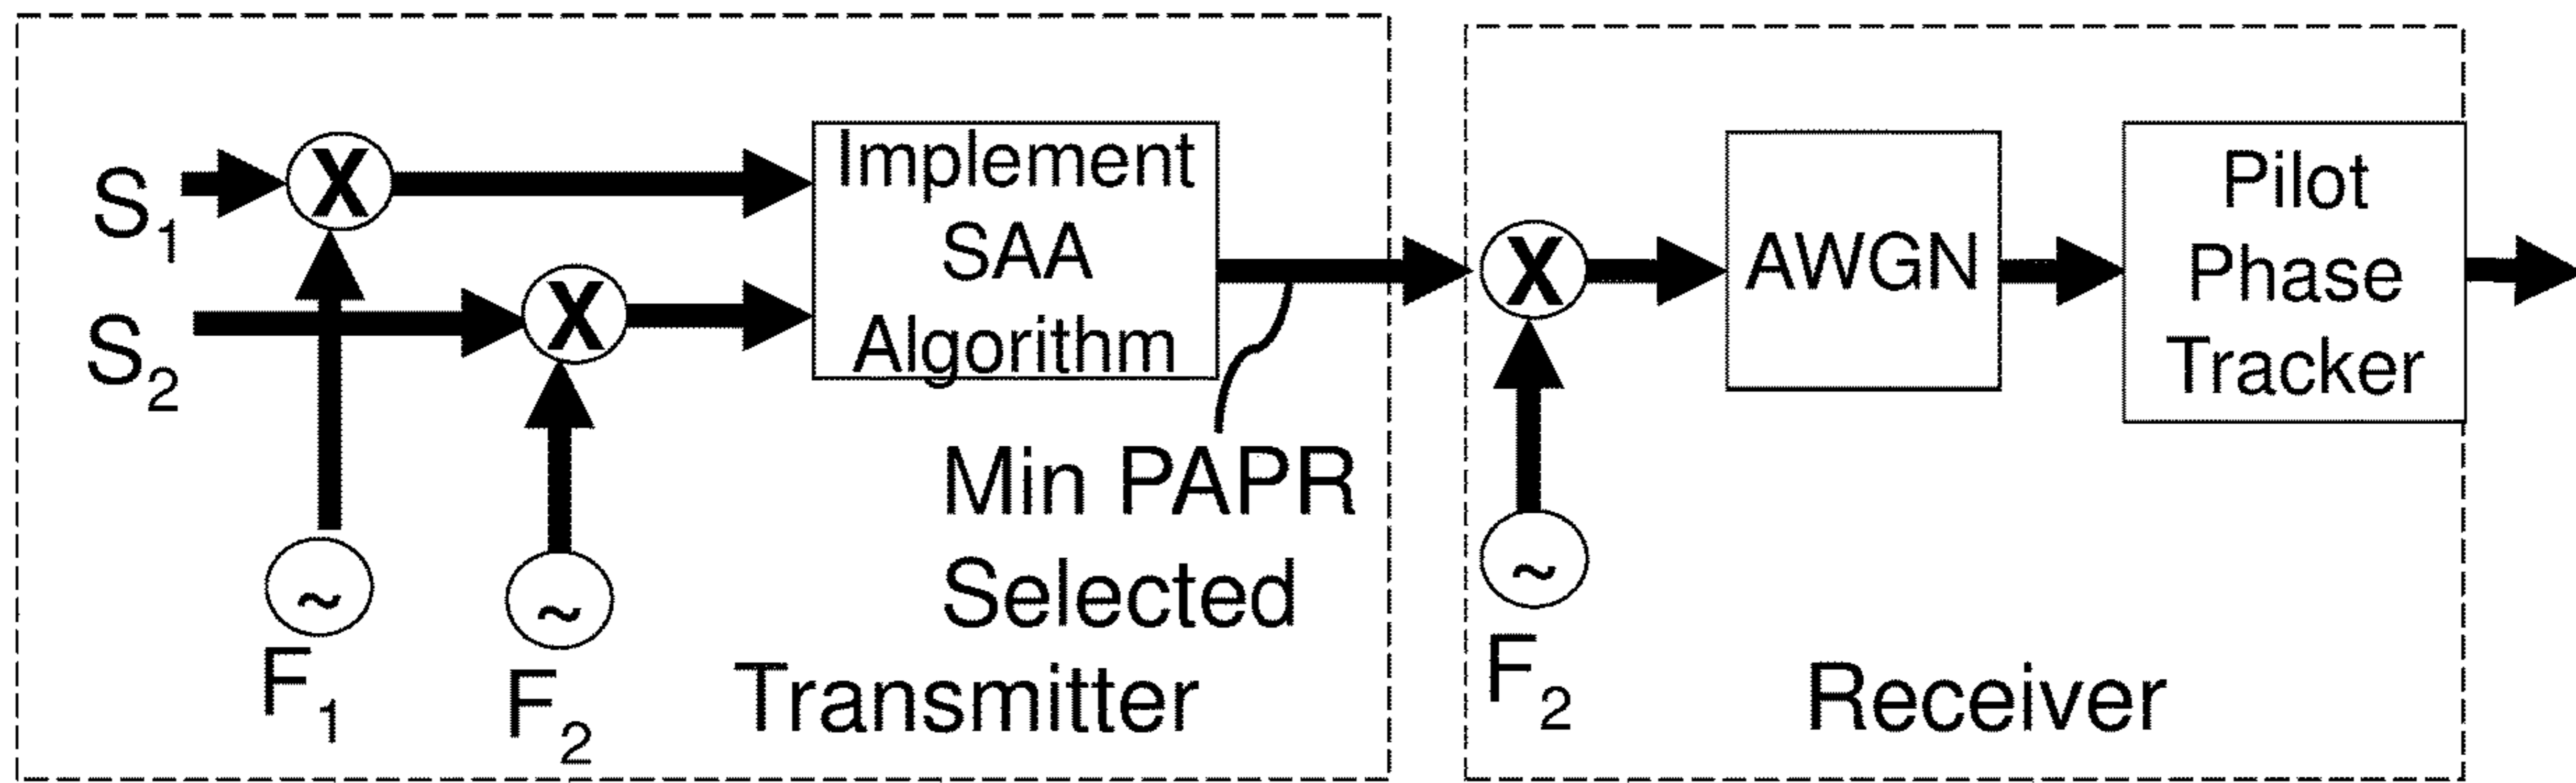 S1
S2
X
X
F1
F2
~
~
Implement
SAA
Algorithm
Min PAPR
Selected
Transmitter
X
~
F2
AWGN
Pilot
Phase
Tracker
Receiver